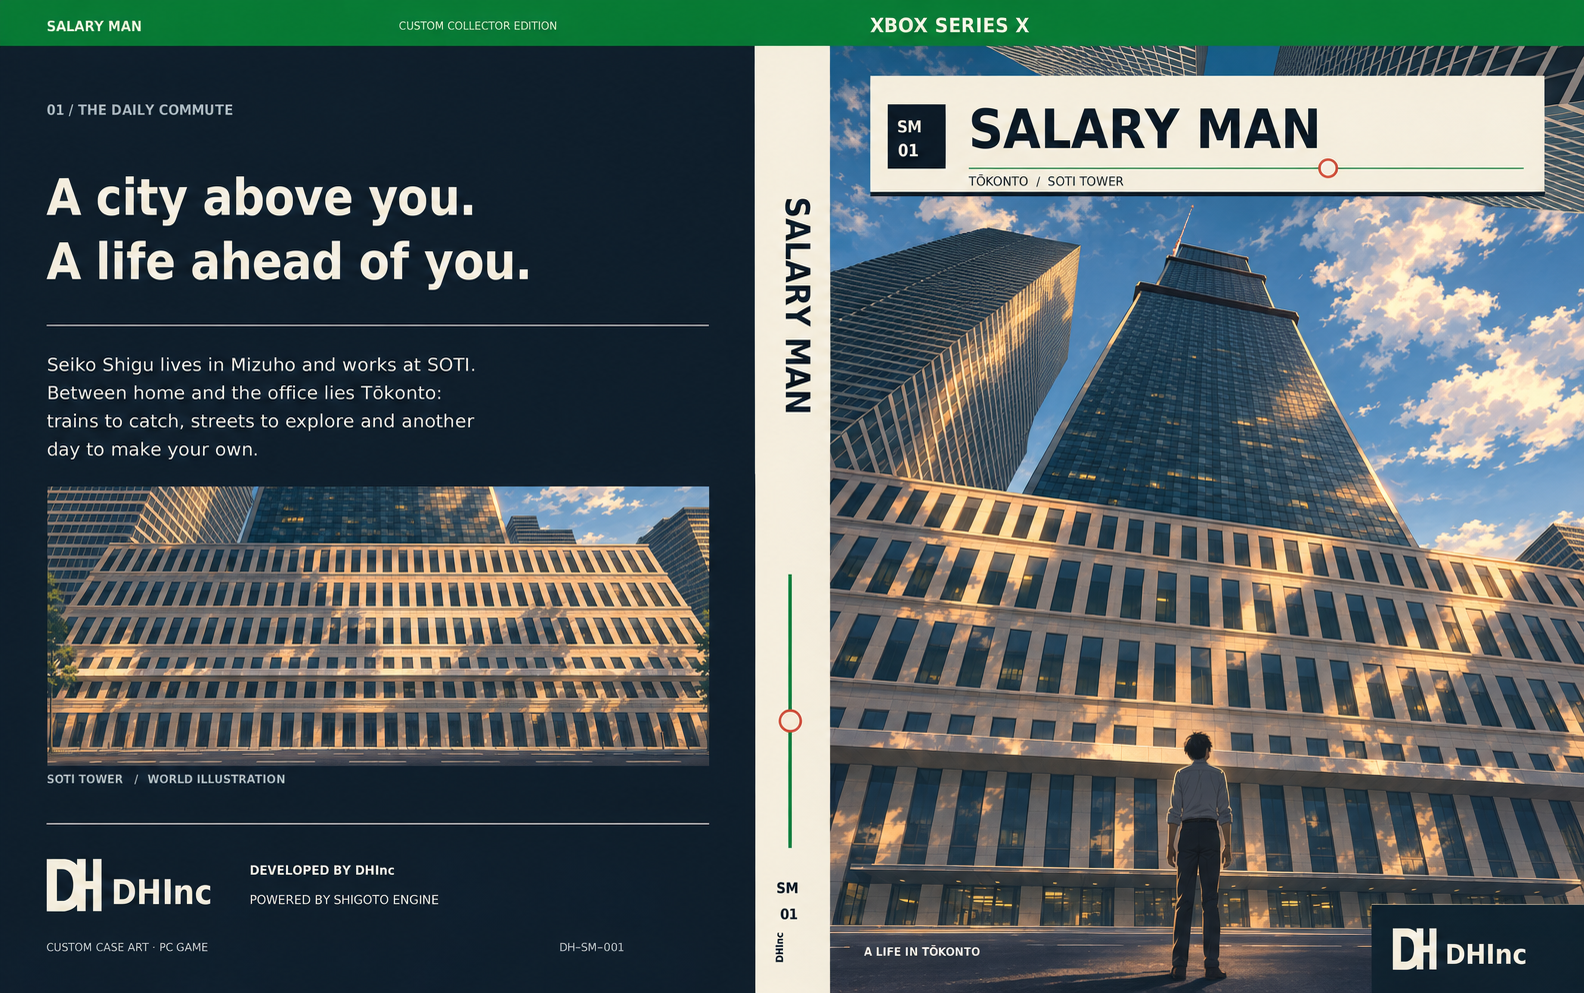 SALARY MAN
CUSTOM COLLECTOR EDITION
01 / THE DAILY COMMUTE
A city above you.
A life ahead of you.
Seiko Shigu lives in Mizuho and works at SOTI.
Between home and the office lies Tōkonto:
trains to catch, streets to explore and another
day to make your own.
SOTI TOWER / WORLD ILLUSTRATION
DH DHInc
DEVELOPED BY DHInc
POWERED BY SHIGOTO ENGINE
CUSTOM CASE ART · PC GAME
DH-SM-001
SALARY MAN
SM
01
DHInc
XBOX SERIES X
SM
01
SALARY MAN
TŌKONTO / SOTI TOWER
A LIFE IN TŌKONTO
DH DHInc